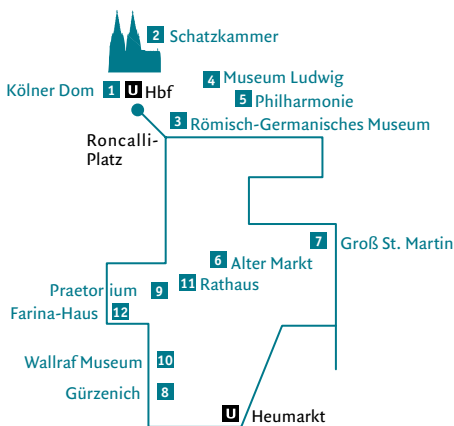 2 Schatzkammer
Kölner Dom 1 U Hbf
4 Museum Ludwig
5 Philharmonie
3 Römisch-Germanisches Museum
Roncalli-
Platz
7 Groß St. Martin
6 Alter Markt
11 Rathaus
Praetorium 9
Farina-Haus 12
Wallraf Museum 10
Gürzenich 8
U Heumarkt